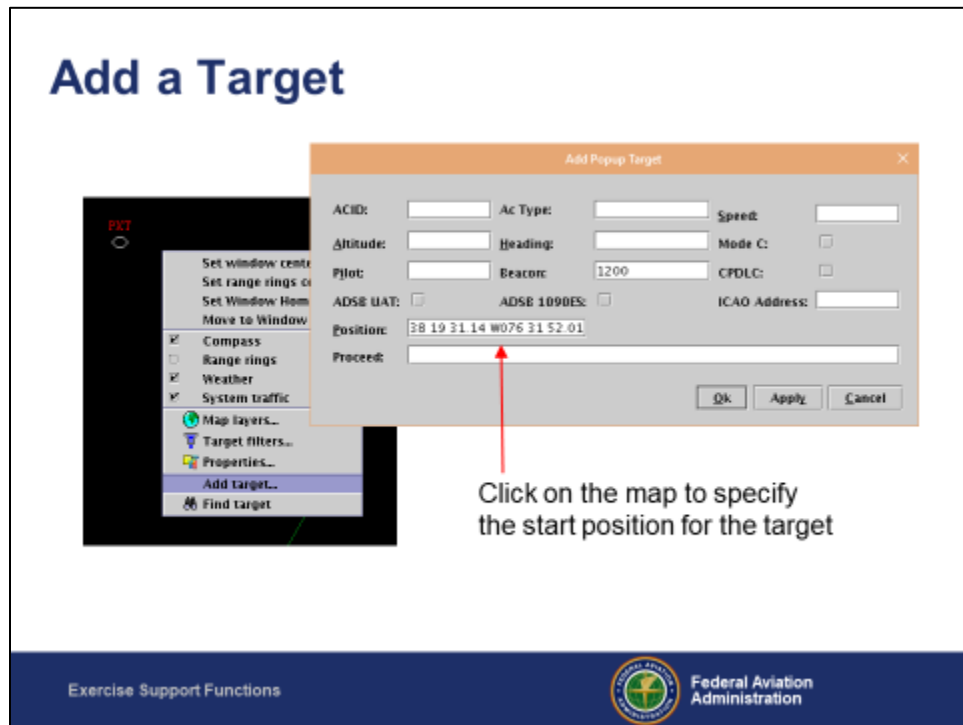 Add a Target
Add Popup Target
PXT
Set window cente
Set range rings c
Set Window Hom
Move to Window
Compass
Range rings
Weather
System traffic
Map layers...
Target filters...
Properties...
Add target...
Find target
ACID: Ac Type: Speed:
Altitude: Heading: Mode C:
Pilot: Beacon: 1200 CPDLC:
ADSB UAT: ADSB 1090ES: ICAO Address:
Position: 38 19 31.14 W076 31 52.01
Proceed:
Ok Apply Cancel
Click on the map to specify
the start position for the target
Exercise Support Functions
Federal Aviation
Administration